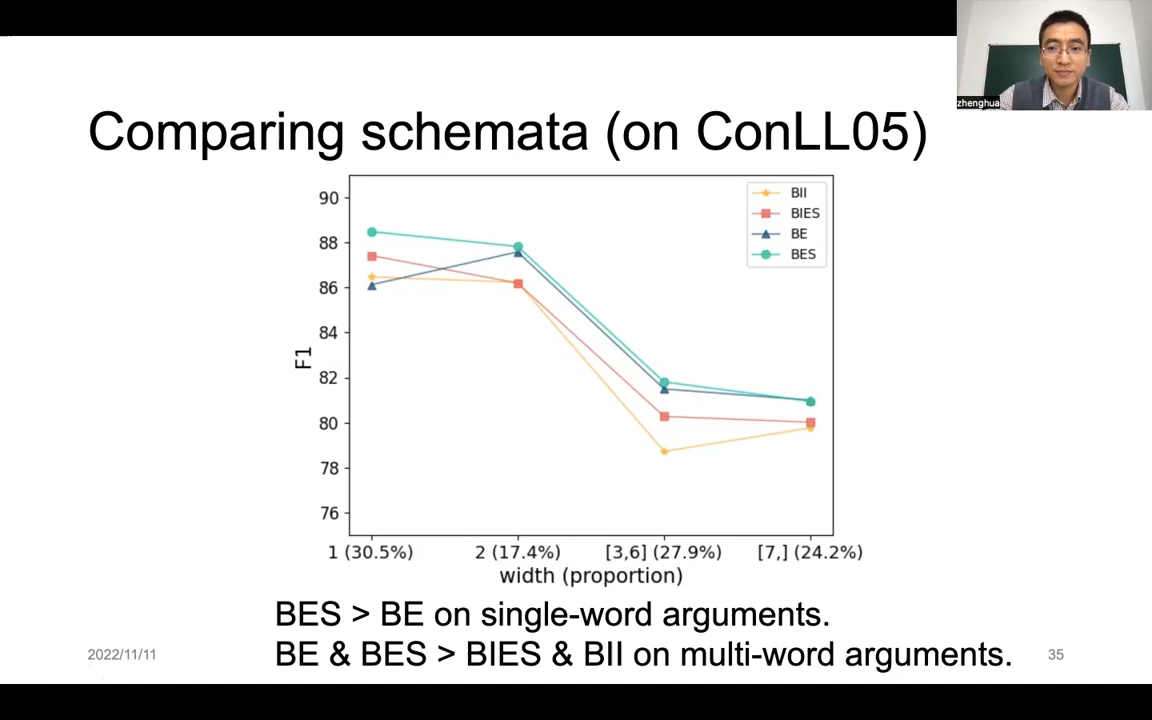 zhenghua
Comparing schemata (on ConLL05)
BII
BIES
BE
BES
90
88
86
84
82
80
78
76
F1
1 (30.5%) 2 (17.4%) [3,6] (27.9%) [7,] (24.2%)
width (proportion)
BES > BE on single-word arguments.
BE & BES > BIES & BII on multi-word arguments.
2022/11/11
35